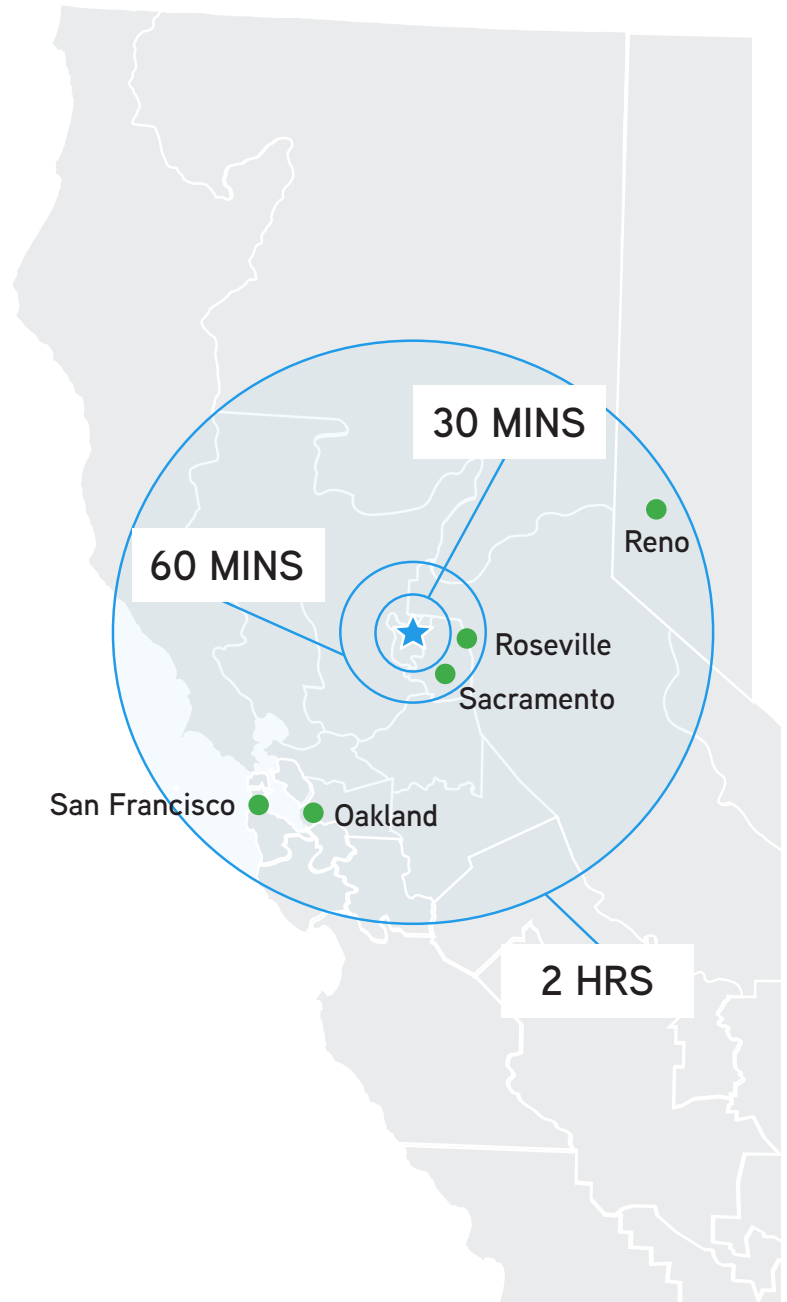 30 MINS
Reno
60 MINS
Roseville
Sacramento
San Francisco
Oakland
2 HRS